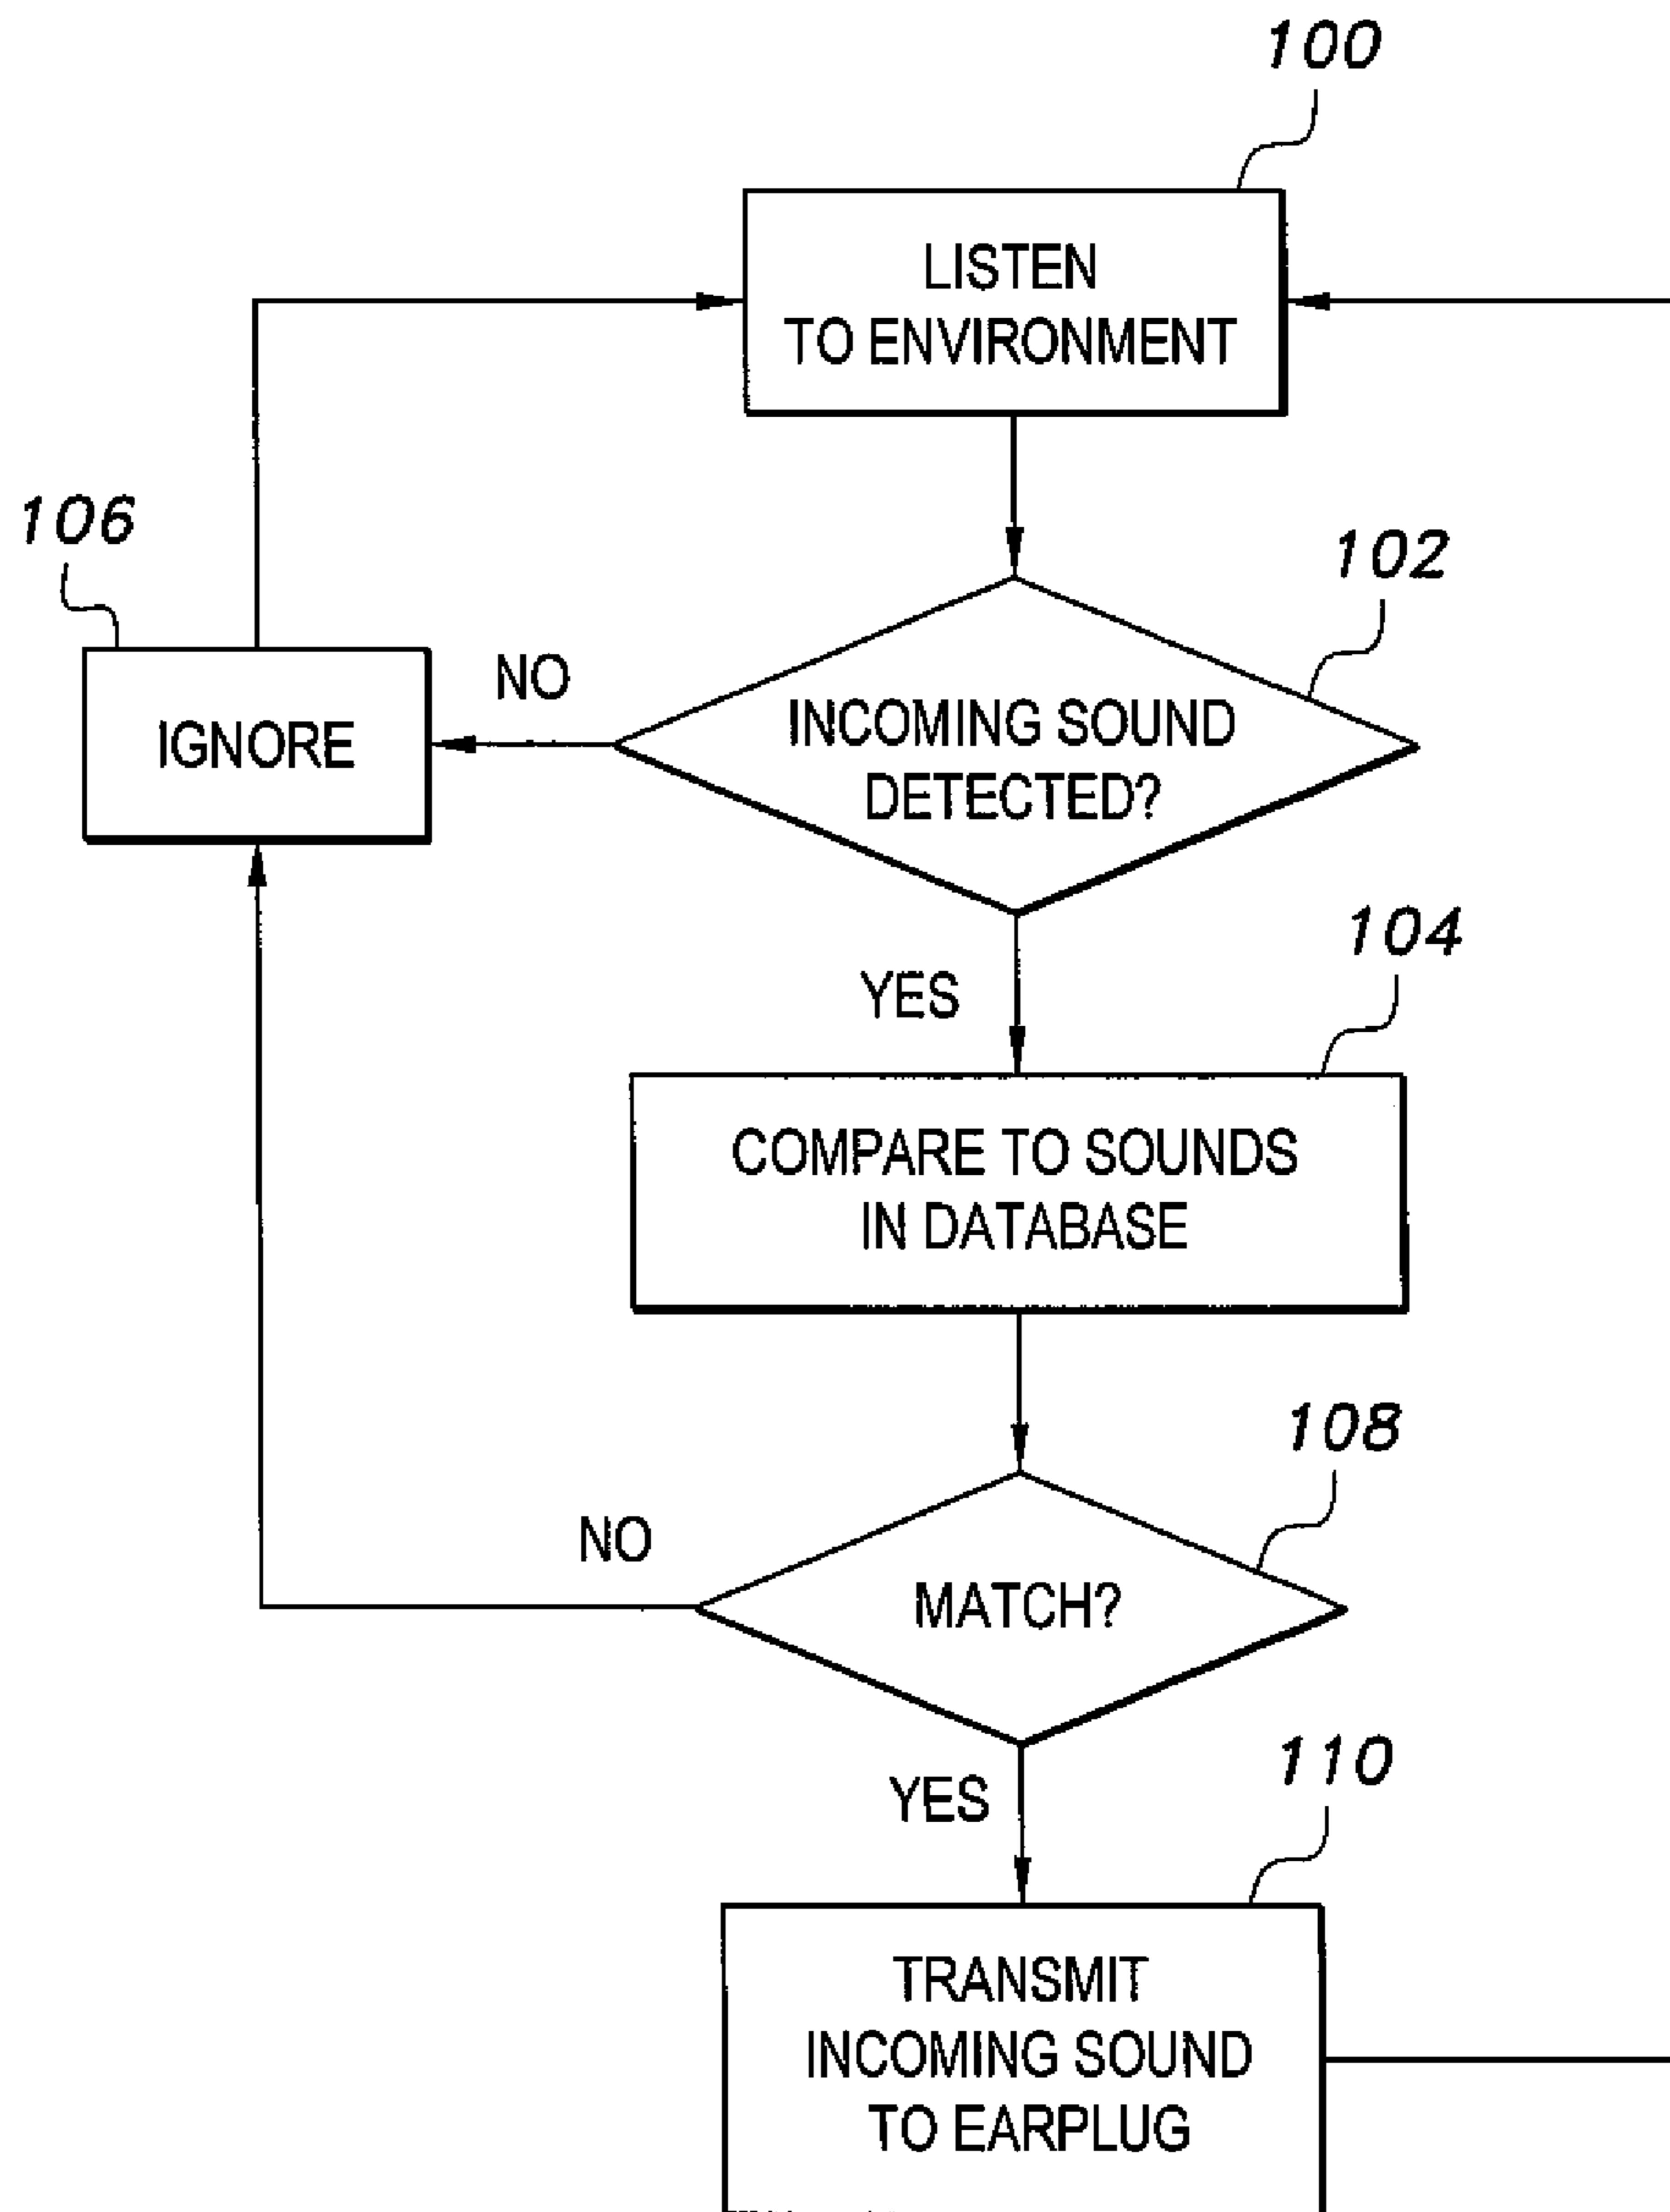 100
LISTEN
TO ENVIRONMENT
106
102
NO
IGNORE
INCOMING SOUND
DETECTED?
104
YES
COMPARE TO SOUNDS
IN DATABASE
108
NO
MATCH?
110
YES
TRANSMIT
INCOMING SOUND
TO EARPLUG